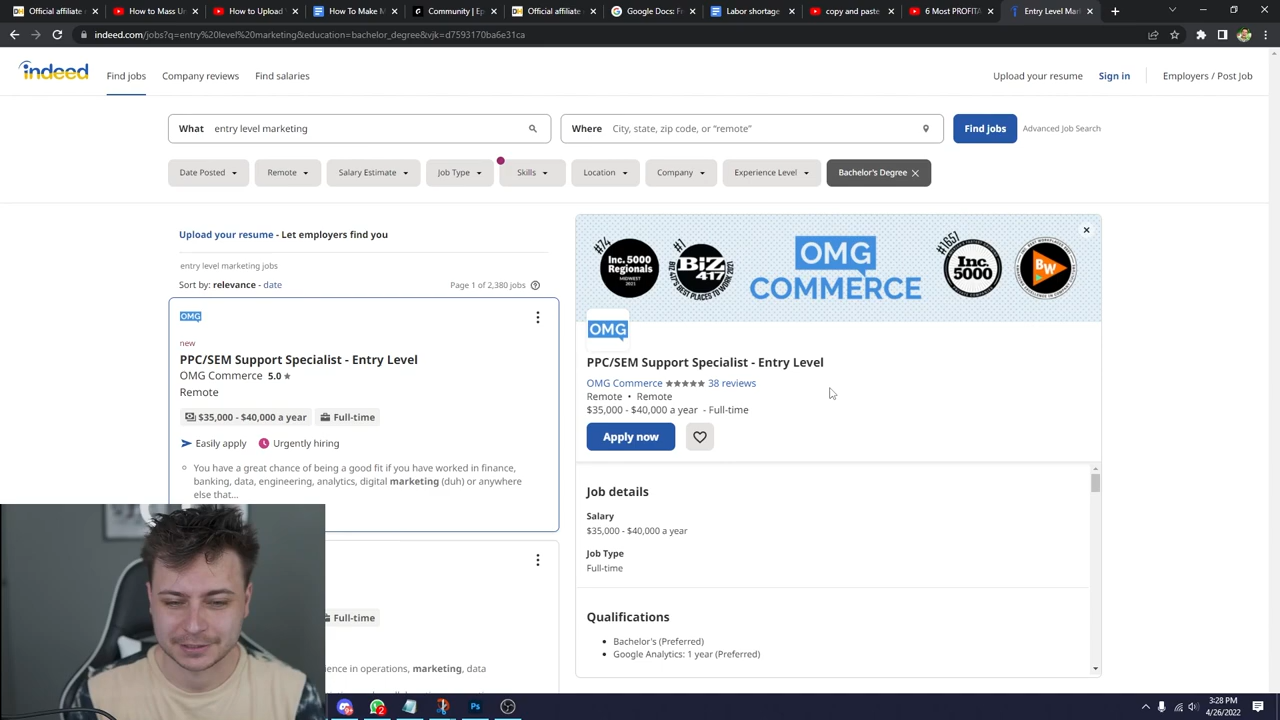 Official affiliate
How To Make M
Community | E
Official affiliate
Google Docs: Fr
Labor shortage
copy and paste
6 Most PROFITA
Entry Level M
indeed.com/jobs?q=entry%20level%20marketing&education=bachelor_degree&vjk=d7593170ba6e31ca
indeed
Find jobs
Company reviews
Find salaries
Upload your resume
Sign in
Employers / Post Job
What entry level marketing
Where City, state, zip code, or “remote”
Find jobs
Advanced Job Search
Date Posted
Remote
Salary Estimate
Job Type
Skills
Location
Company
Experience Level
Bachelor's Degree
Upload your resume - Let employers find you
entry level marketing jobs
Sort by: relevance - date
Page 1 of 2,380 jobs
OMG
new
PPC/SEM Support Specialist - Entry Level
OMG Commerce 5.0
Remote
$35,000 - $40,000 a year
Full-time
Easily apply
Urgently hiring
You have a great chance of being a good fit if you have worked in finance,
banking, data, engineering, analytics, digital marketing (duh) or anywhere
else that…
Full-time
ence in operations, marketing, data
#74
Inc. 5000
Regionals
MIDWEST
2021
#1
BIZ
417
OMG
COMMERCE
#1657
Inc.
5000
BW
OMG
PPC/SEM Support Specialist - Entry Level
OMG Commerce ★★★★★ 38 reviews
Remote • Remote
$35,000 - $40,000 a year - Full-time
Apply now
Job details
Salary
$35,000 - $40,000 a year
Job Type
Full-time
Qualifications
Bachelor's (Preferred)
Google Analytics: 1 year (Preferred)
2
Ps
3:28 PM
4/26/2022